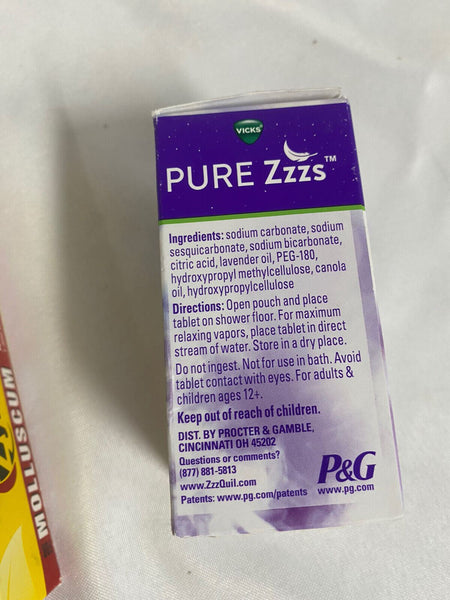 VICKS
PURE Zzzs™
Ingredients: sodium carbonate, sodium
sesquicarbonate, sodium bicarbonate,
citric acid, lavender oil, PEG-180,
hydroxypropyl methylcellulose, canola
oil, hydroxypropylcellulose
Directions: Open pouch and place
tablet on shower floor. For maximum
relaxing vapors, place tablet in direct
stream of water. Store in a dry place.
Do not ingest. Not for use in bath. Avoid
tablet contact with eyes. For adults &
children ages 12+.
Keep out of reach of children.
DIST. BY PROCTER & GAMBLE,
CINCINNATI OH 45202
Questions or comments?
(877) 881-5813
www.ZzzQuil.com
Patents: www.pg.com/patents
P&G
www.pg.com
MOLLUSCUM